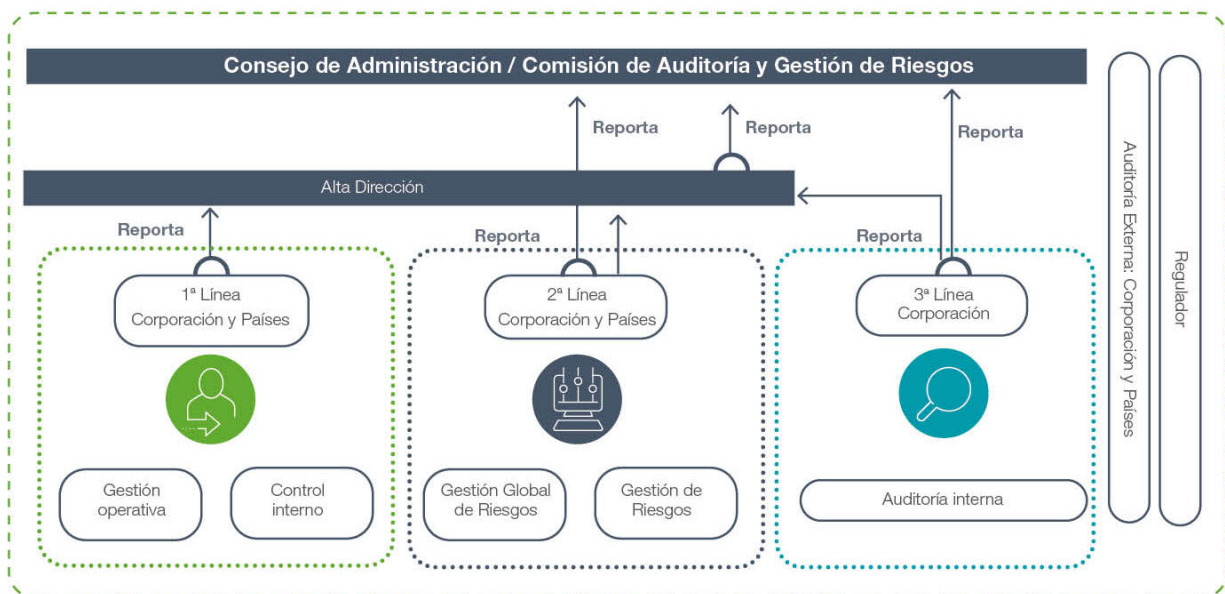 Consejo de Administración / Comisión de Auditoría y Gestión de Riesgos
Reporta
Reporta
Reporta
Alta Dirección
Reporta
Reporta
Reporta
1ª Línea
Corporación y Países
2ª Línea
Corporación y Países
3ª Línea
Corporación
Gestión
operativa
Control
interno
Gestión Global
de Riesgos
Gestión de
Riesgos
Auditoría interna
Auditoría Externa: Corporación y Países
Regulador